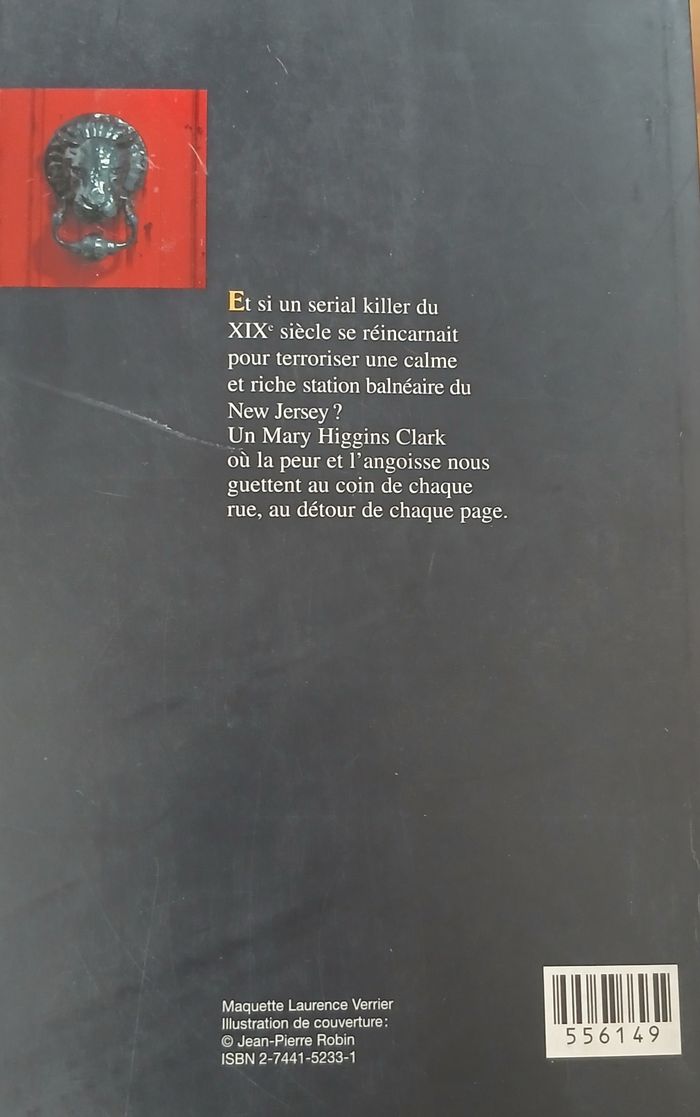 Et si un serial killer du
XIXe siècle se réincarnait
pour terroriser une calme
et riche station balnéaire du
New Jersey ?
Un Mary Higgins Clark
où la peur et l'angoisse nous
guettent au coin de chaque
rue, au détour de chaque page.
Maquette Laurence Verrier
Illustration de couverture :
© Jean-Pierre Robin
ISBN 2-7441-5233-1
556149